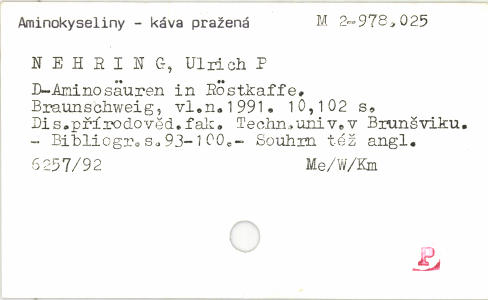 Aminokyseliny - káva pražená
M 2-978,025
N E H R I N G, Ulrich P
D-Aminosäuren in Röstkaffe.
Braunschweig, vl.n.1991. 10,102 s.
Dis.přírodověd.fak. Techn.univ.v Brunšviku.
- Bibliogr.s.93-100.- Souhrn též angl.
6257/92 Me/W/Km
P